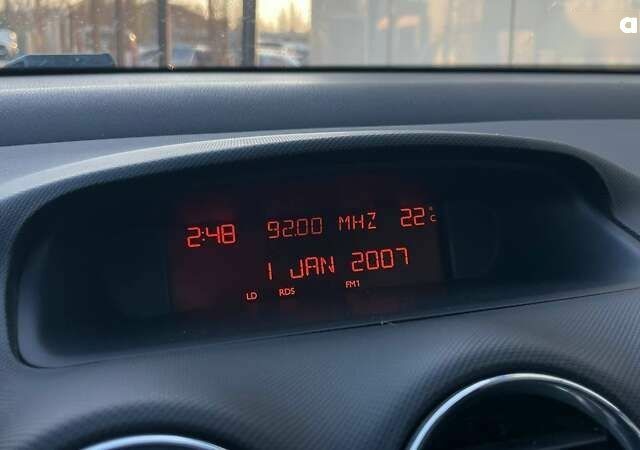 a
2:48 92.00 MHZ 22°C
1 JAN 2007
LD RDS FM1